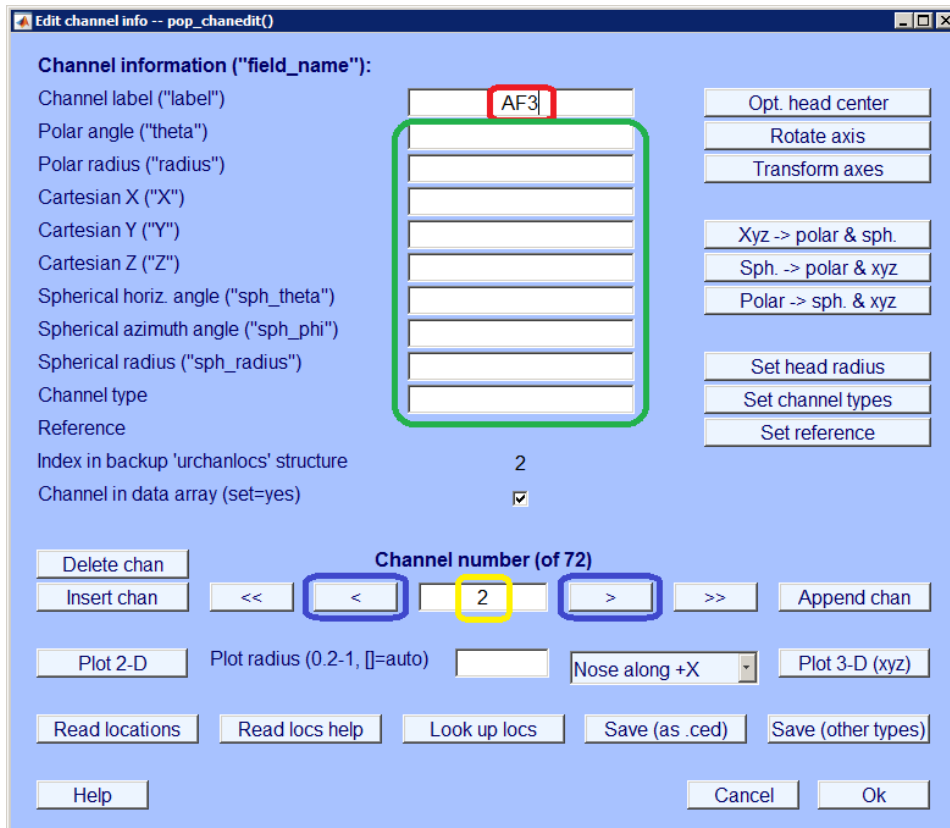 Edit channel info -- pop_chanedit()
Channel information ("field_name"):
Channel label ("label") AF3 Opt. head center
Polar angle ("theta") Rotate axis
Polar radius ("radius") Transform axes
Cartesian X ("X")
Cartesian Y ("Y") Xyz -> polar & sph.
Cartesian Z ("Z") Sph. -> polar & xyz
Spherical horiz. angle ("sph_theta") Polar -> sph. & xyz
Spherical azimuth angle ("sph_phi")
Spherical radius ("sph_radius") Set head radius
Channel type Set channel types
Reference Set reference
Index in backup 'urchanlocs' structure 2
Channel in data array (set=yes)
Delete chan Channel number (of 72)
Insert chan << < 2 > >> Append chan
Plot 2-D Plot radius (0.2-1, []=auto) Nose along +X Plot 3-D (xyz)
Read locations Read locs help Look up locs Save (as .ced) Save (other types)
Help Cancel Ok